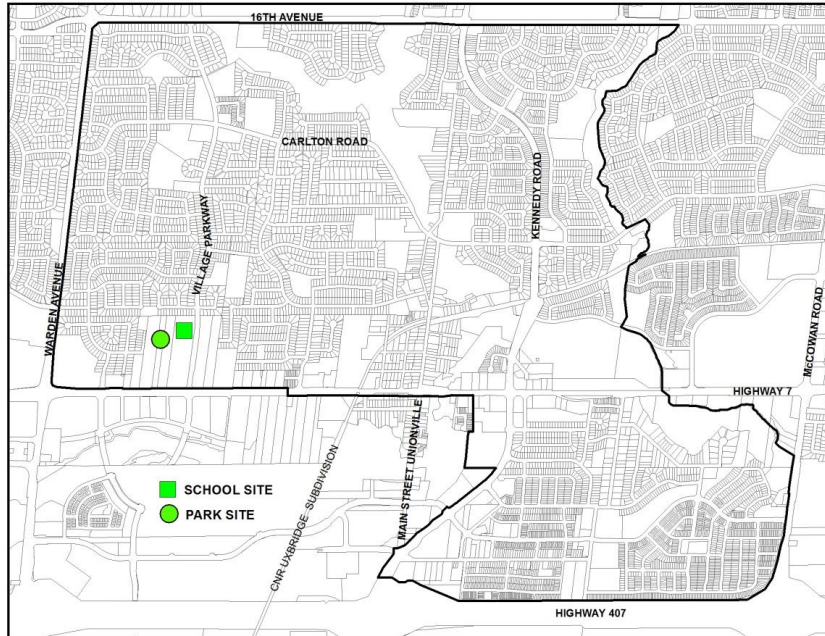 16TH AVENUE
CARLTON ROAD
KENNEDY ROAD
VILLAGE PARKWAY
WARDEN AVENUE
McCOWAN ROAD
HIGHWAY 7
MAIN STREET UNIONVILLE
CNR UXBRIDGE SUBDIVISION
SCHOOL SITE
PARK SITE
HIGHWAY 407